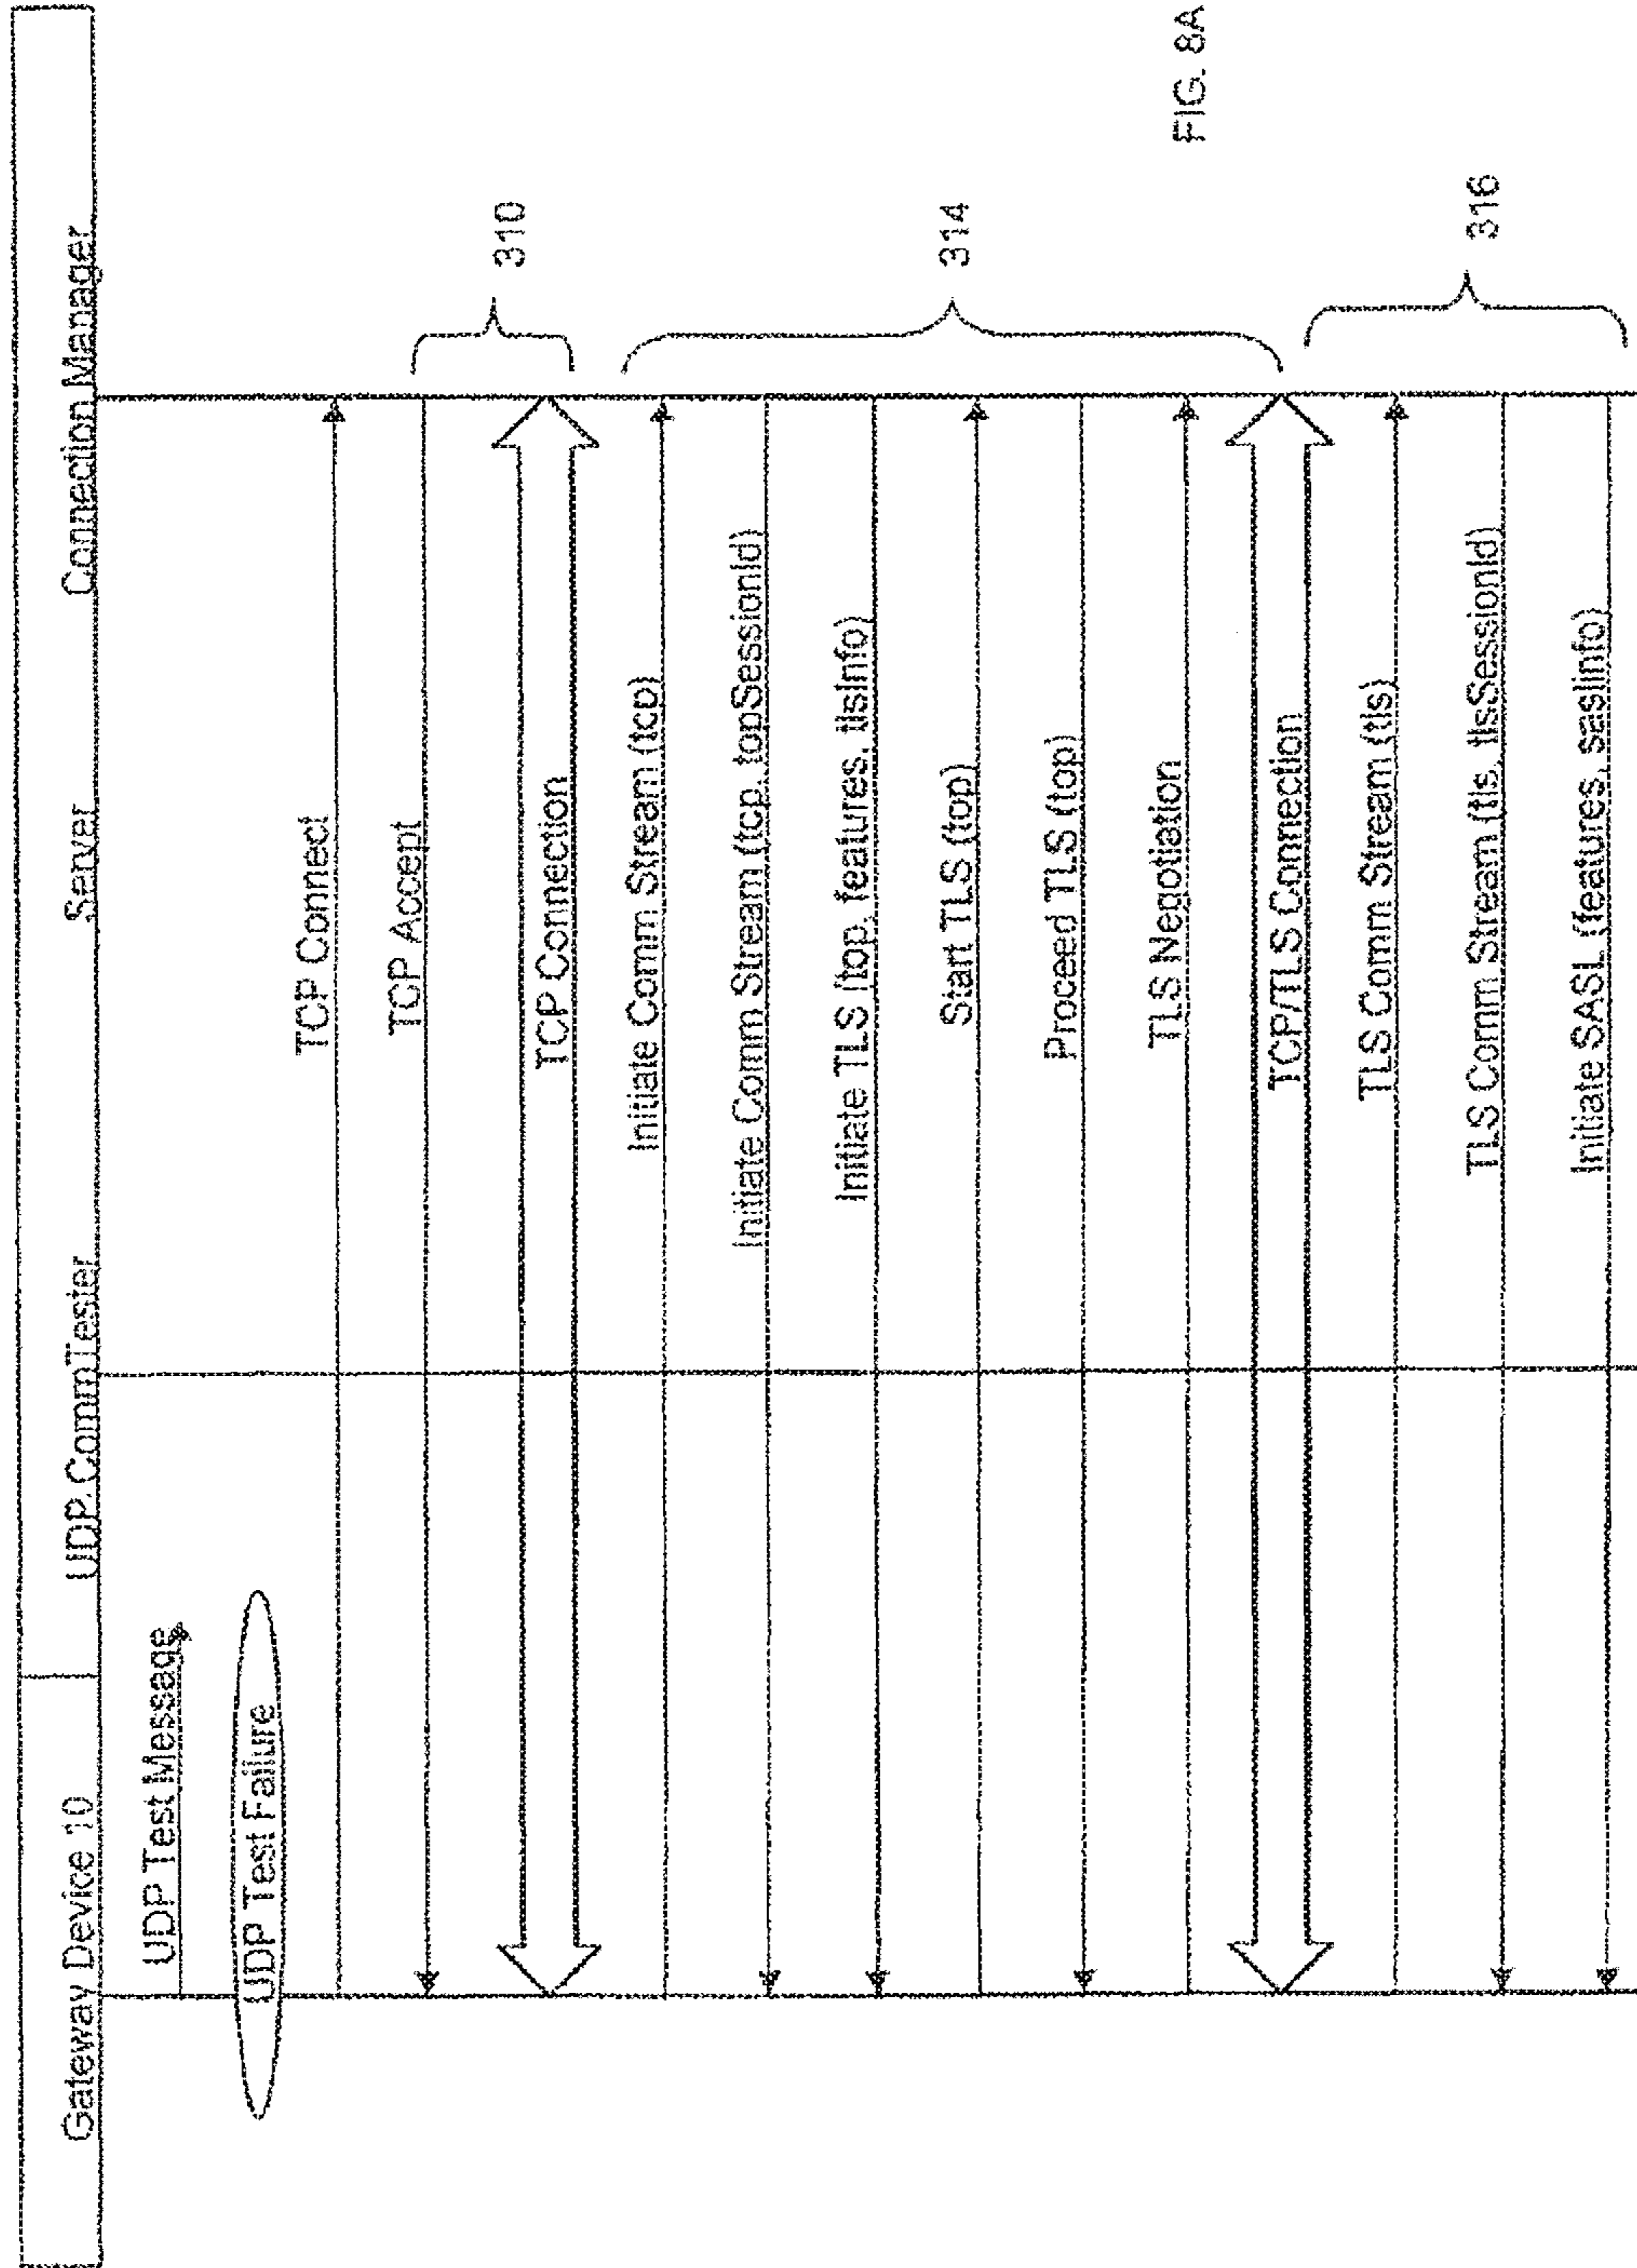 Gateway Device 10
UDP CommTester
Server
Connection Manager
UDP Test Message
UDP Test Failure
TCP Connect
TCP Accept
TCP Connection
310
Initiate Comm Stream (tcp)
Initiate Comm Stream (tcp, tcpSessionId)
Initiate TLS (tcp, features, tlsInfo)
Start TLS (tcp)
Proceed TLS (tcp)
TLS Negotiation
TCP/TLS Connection
314
TLS Comm Stream (tls)
TLS Comm Stream (tls, tlsSessionId)
Initiate SASL (features, saslInfo)
316
FIG. 8A